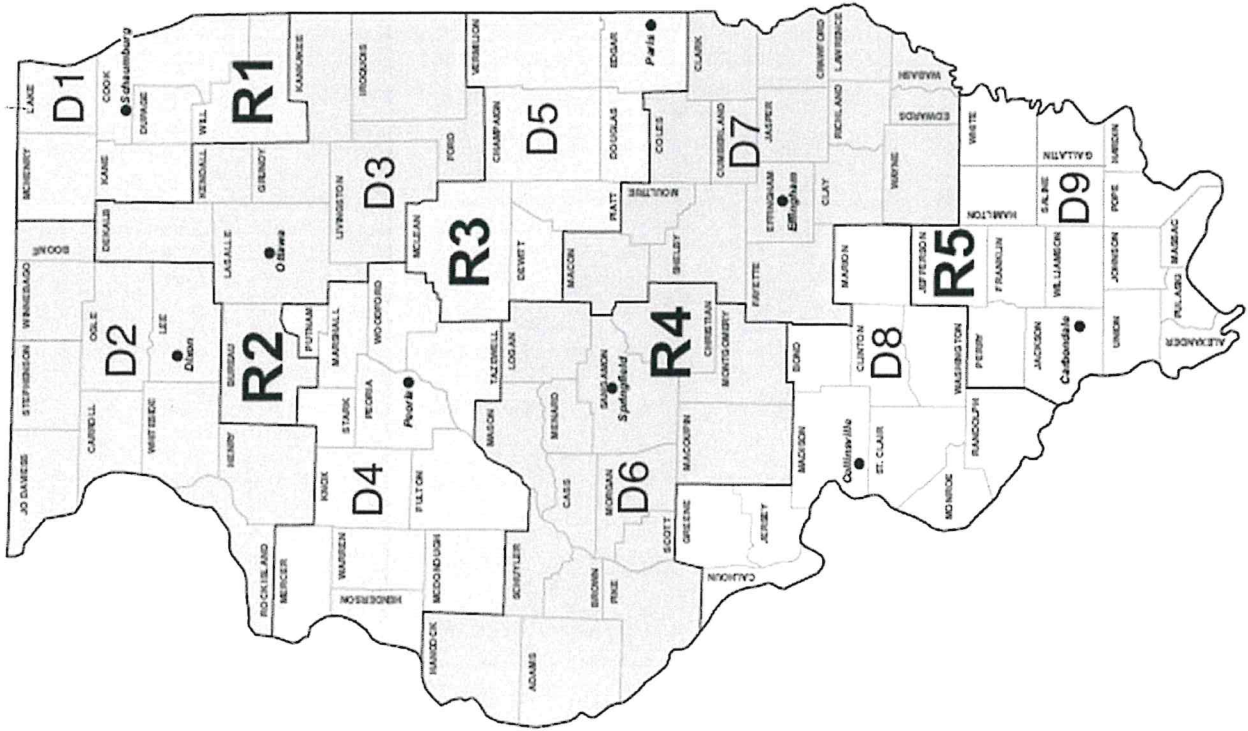 JO DAVIESS
STEPHENSON
WINNEBAGO
BOONE
MCHENRY
LAKE
D1
CARROLL
OGLE
D2
DEKALB
KANE
COOK
Schaumburg
DUPAGE
WHITESIDE
LEE
Dixon
KENDALL
WILL
R1
ROCK ISLAND
HENRY
BUREAU
R2
LASALLE
Ottawa
GRUNDY
KANKAKEE
MERCER
PUTNAM
KNOX
STARK
MARSHALL
LIVINGSTON
D3
IROQUOIS
HENDERSON
WARREN
D4
PEORIA
Peoria
WOODFORD
FORD
HANCOCK
MCDONOUGH
FULTON
TAZEWELL
MCLEAN
R3
CHAMPAIGN
VERMILION
D5
SCHUYLER
MASON
LOGAN
DEWITT
ADAMS
BROWN
CASS
MENARD
PIATT
MACON
DOUGLAS
EDGAR
Paris
PIKE
MORGAN
D6
SANGAMON
Springfield
R4
CHRISTIAN
MOULTRIE
COLES
CLARK
SCOTT
SHELBY
CUMBERLAND
D7
GREENE
MACOUPIN
MONTGOMERY
CALHOUN
JERSEY
FAYETTE
EFFINGHAM
Effingham
JASPER
CRAWFORD
MADISON
BOND
CLAY
RICHLAND
LAWRENCE
Collinsville
CLINTON
D8
MARION
ST. CLAIR
WAYNE
EDWARDS
WABASH
MONROE
WASHINGTON
JEFFERSON
R5
RANDOLPH
PERRY
FRANKLIN
HAMILTON
WHITE
JACKSON
Carbondale
WILLIAMSON
SALINE
GALLATIN
D9
UNION
JOHNSON
POPE
HARDIN
ALEXANDER
PULASKI
MASSAC